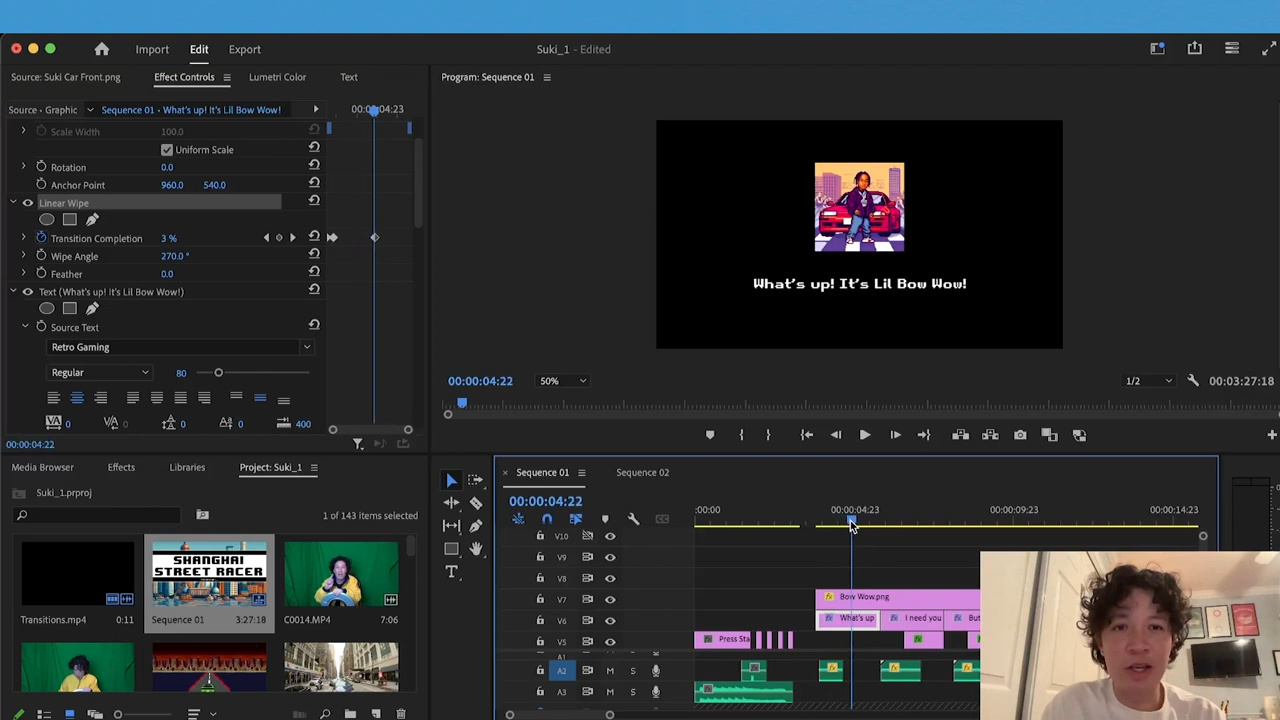 Import Edit Export Suki_1 - Edited
Source: Suki Car Front.png Effect Controls Lumetri Color Text Program: Sequence 01
Source · Graphic Sequence 01 · What's up! It's Lil Bow Wow! 00:00:04:23
Scale Width 100.0
Uniform Scale
Rotation 0.0
Anchor Point 960.0 540.0
Linear Wipe
Transition Completion 3 %
Wipe Angle 270.0 °
Feather 0.0
Text (What's up! It's Lil Bow Wow!)
Source Text
Retro Gaming
Regular 80
0 0 0 0 400
00:00:04:22
What's up! It's Lil Bow Wow!
00:00:04:22 50% 1/2 00:03:27:18
Media Browser Effects Libraries Project: Suki_1
Suki_1.prproj
1 of 143 items selected
SHANGHAI
STREET RACER
Transitions.mp4 0:11 Sequence 01 3:27:18 C0014.MP4 7:06
Sequence 01 Sequence 02
00:00:04:22
:00:00 00:00:04:23 00:00:09:23 00:00:14:23
V10
V9
V8
V7 Bow Wow.png
V6 What's up I need you But
V5 Press Sta
A1
A2 M S
A3 M S